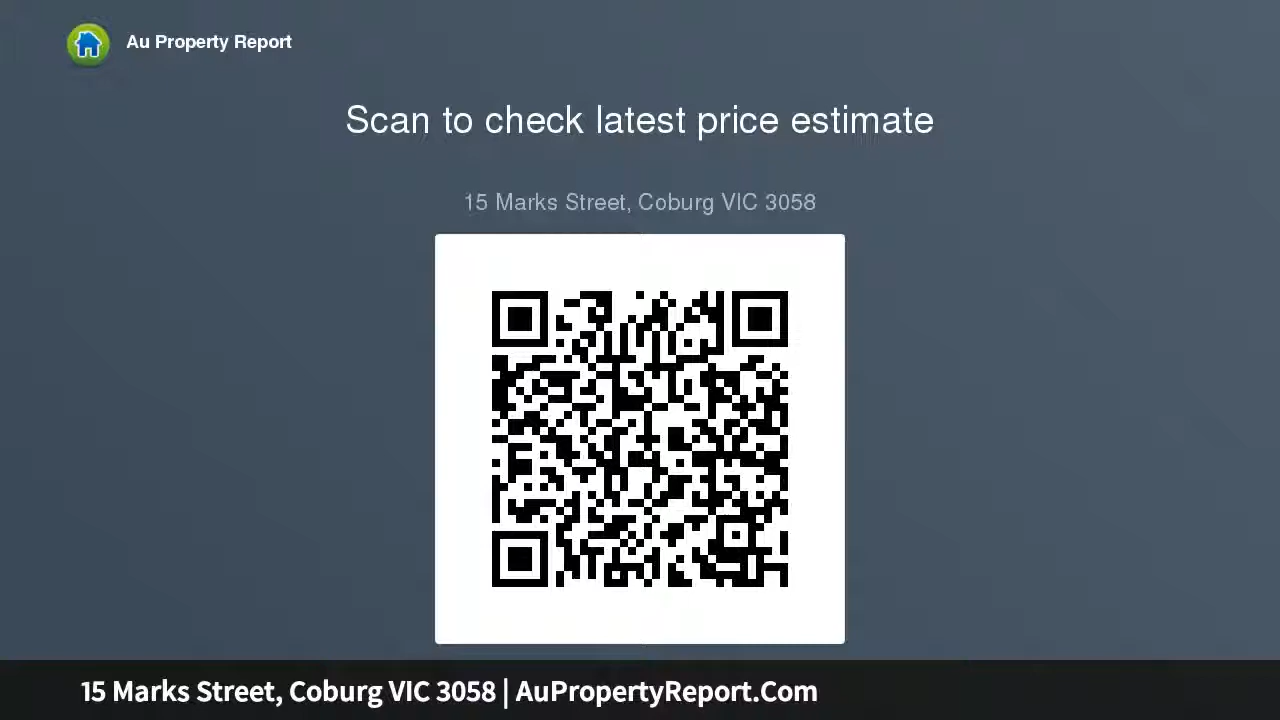 Au Property Report
Scan to check latest price estimate
15 Marks Street, Coburg VIC 3058
15 Marks Street, Coburg VIC 3058 | AuPropertyReport.Com